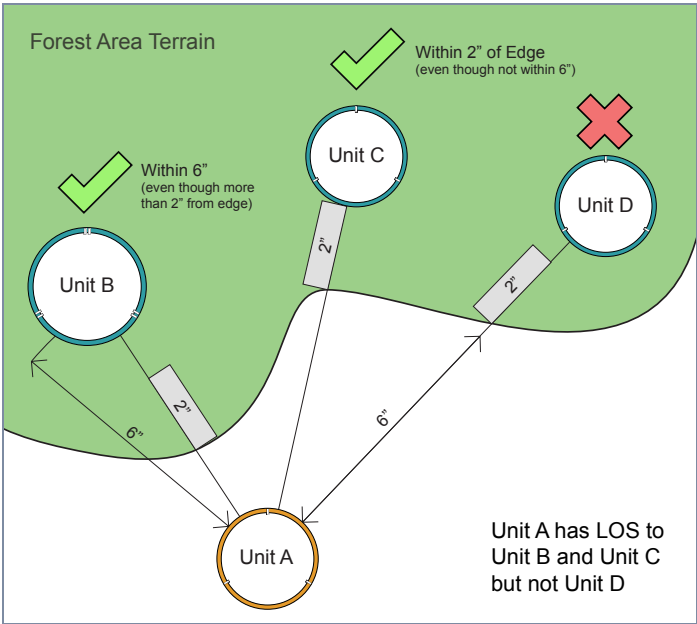 Forest Area Terrain
Within 2” of Edge
(even though not within 6”)
Unit C
Within 6”
(even though more
than 2” from edge)
Unit D
2”
2”
Unit B
2”
6”
6”
Unit A
Unit A has LOS to
Unit B and Unit C
but not Unit D